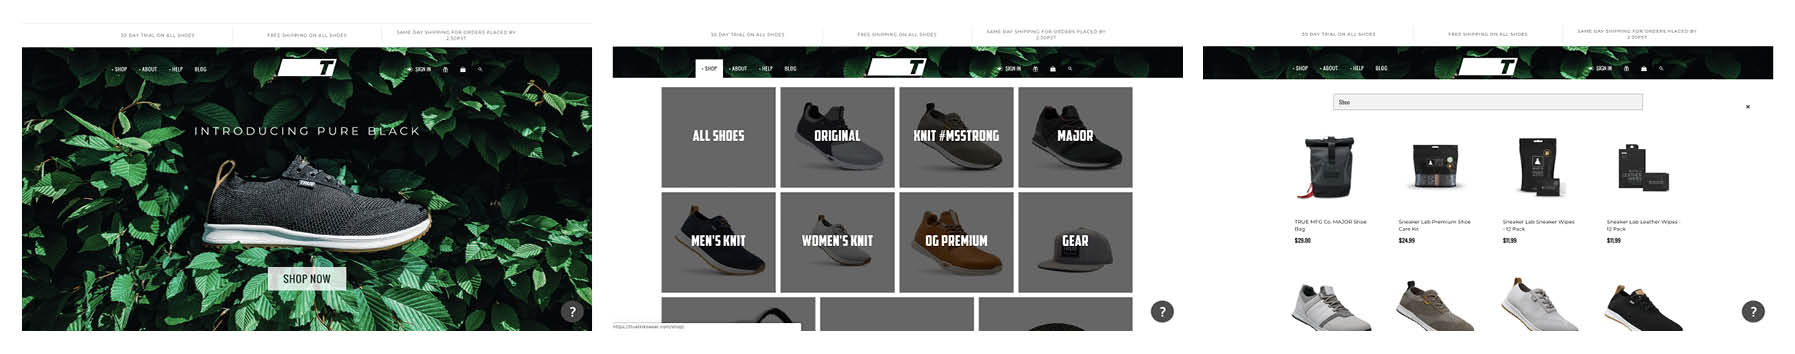 30 DAY TRIAL ON ALL SHOES
FREE SHIPPING ON ALL SHOES
SAME DAY SHIPPING FOR ORDERS PLACED BY
2:30PST
SHOP
ABOUT
HELP
BLOG
T
SIGN IN
INTRODUCING PURE BLACK
TRUE
SHOP NOW
?
30 DAY TRIAL ON ALL SHOES
FREE SHIPPING ON ALL SHOES
SAME DAY SHIPPING FOR ORDERS PLACED BY
2:30PST
SHOP
ABOUT
HELP
BLOG
T
SIGN IN
ALL SHOES
ORIGINAL
KNIT #MSSTRONG
MAJOR
MEN'S KNIT
WOMEN'S KNIT
OG PREMIUM
GEAR
?
30 DAY TRIAL ON ALL SHOES
FREE SHIPPING ON ALL SHOES
SAME DAY SHIPPING FOR ORDERS PLACED BY
2:30PST
SHOP
ABOUT
HELP
BLOG
T
SIGN IN
Shoe
×
TRUE MFG Co. MAJOR Shoe
Bag
$29.00
Sneaker Lab Premium Shoe
Care Kit
$24.99
Sneaker Lab Sneaker Wipes
- 12 Pack
$11.99
Sneaker Lab Leather Wipes -
12 Pack
$11.99
?